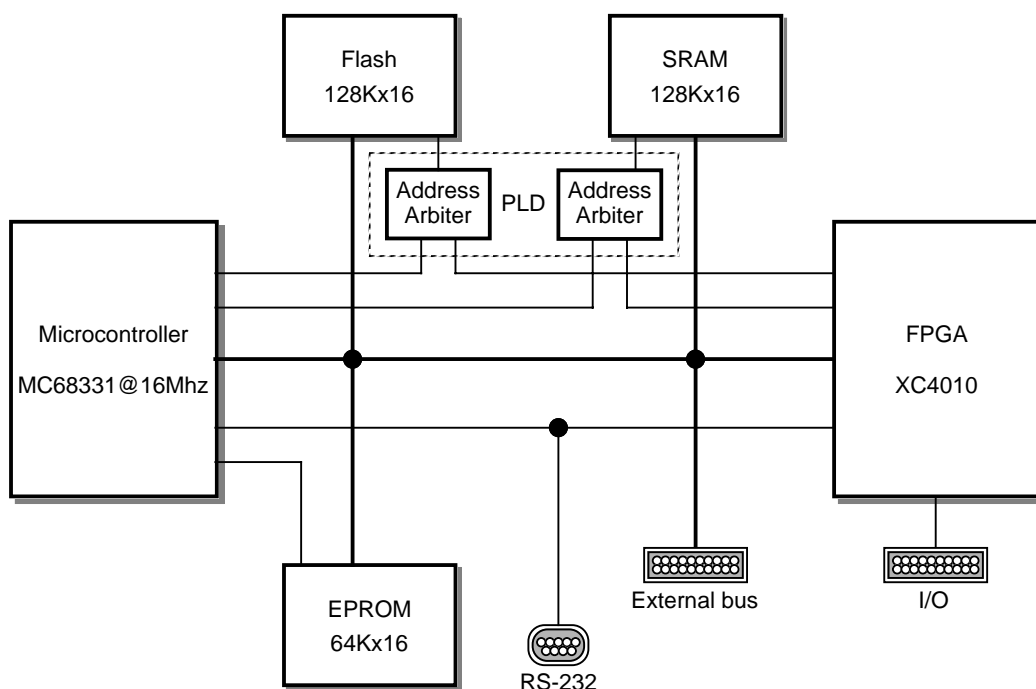 Flash
128Kx16
SRAM
128Kx16
Address
Arbiter
PLD
Address
Arbiter
Microcontroller
MC68331@16Mhz
FPGA
XC4010
EPROM
64Kx16
External bus
I/O
RS-232